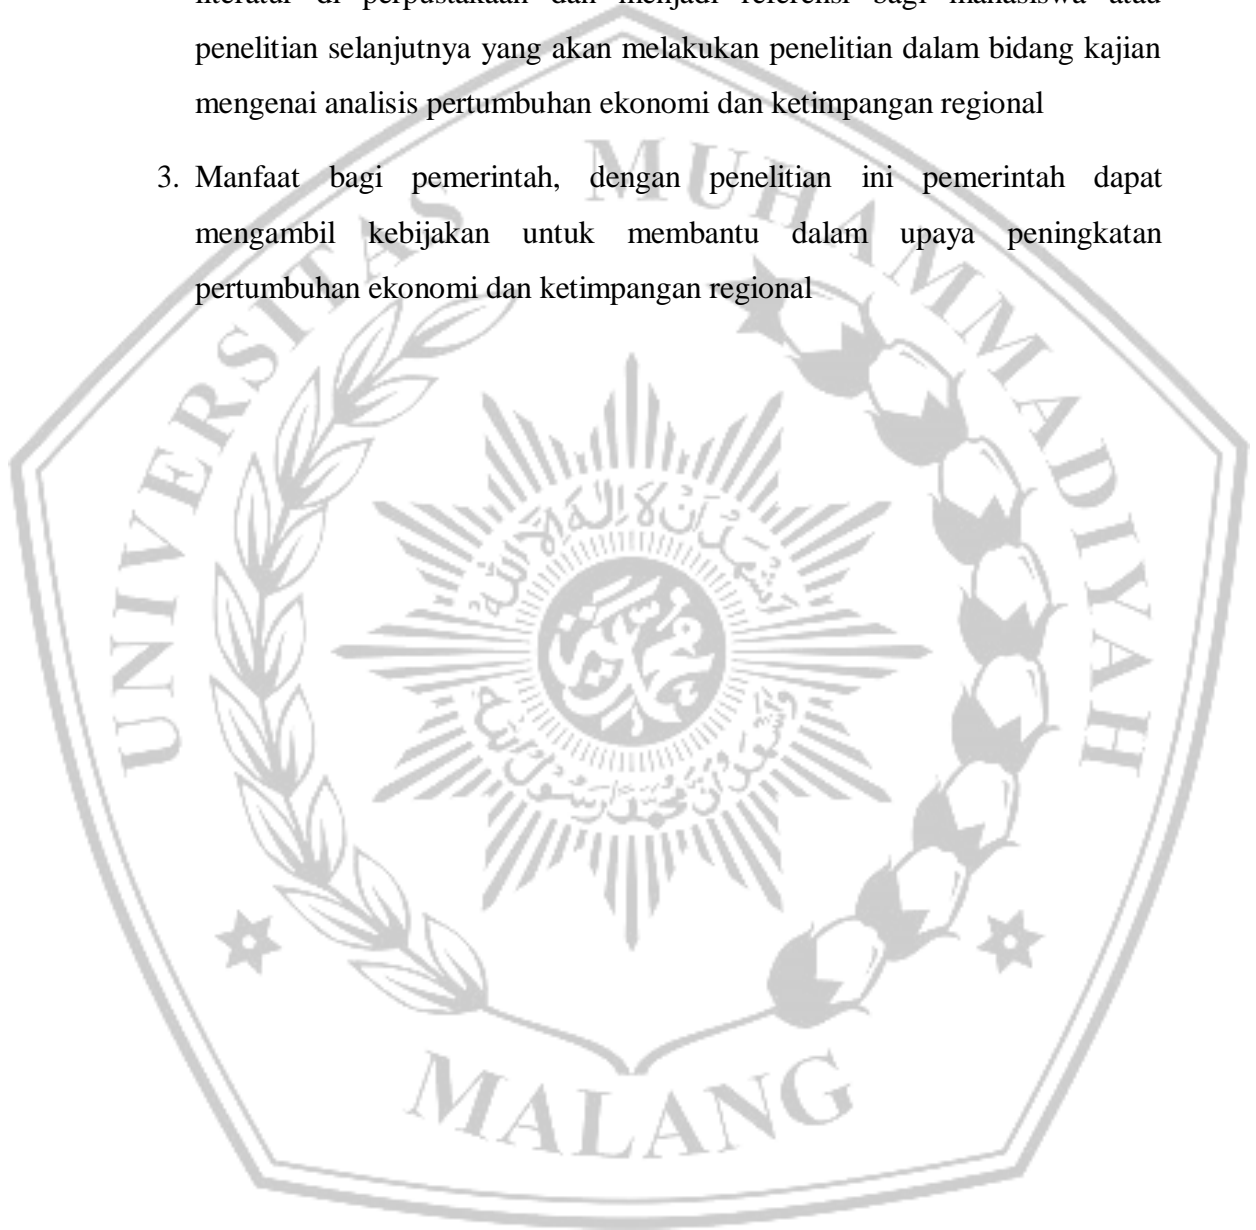 literatur di perpustakaan dan menjadi referensi bagi mahasiswa atau
penelitian selanjutnya yang akan melakukan penelitian dalam bidang kajian
mengenai analisis pertumbuhan ekonomi dan ketimpangan regional
3. Manfaat bagi pemerintah, dengan penelitian ini pemerintah dapat
mengambil kebijakan untuk membantu dalam upaya peningkatan
pertumbuhan ekonomi dan ketimpangan regional
UNIVERSITAS MUHAMMADIYAH
MALANG